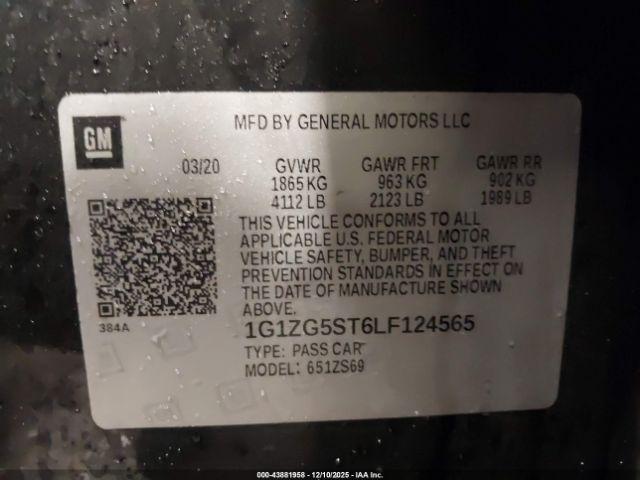 GM
MFD BY GENERAL MOTORS LLC
03/20 GVWR GAWR FRT GAWR RR
1865 KG 963 KG 902 KG
4112 LB 2123 LB 1989 LB
THIS VEHICLE CONFORMS TO ALL
APPLICABLE U.S. FEDERAL MOTOR
VEHICLE SAFETY, BUMPER, AND THEFT
PREVENTION STANDARDS IN EFFECT ON
THE DATE OF MANUFACTURE SHOWN
ABOVE.
384A
1G1ZG5ST6LF124565
TYPE: PASS CAR
MODEL: 651ZS69
000-43881958 - 12/10/2025 - IAAI.CA